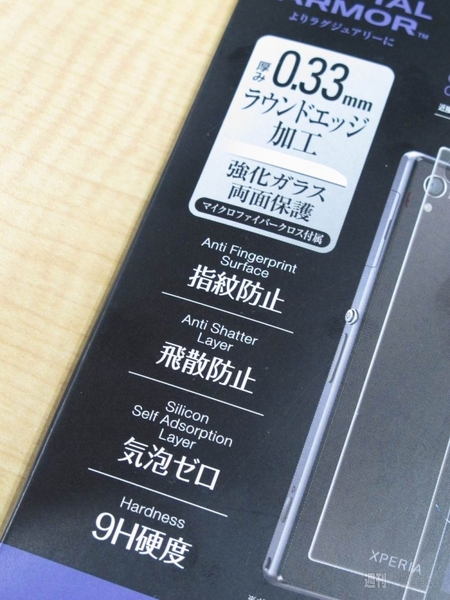 ARMOR™
よりラグジュアリーに
厚み 0.33mm
ラウンドエッジ
加工
強化ガラス
両面保護
マイクロファイバークロス付属
Anti Fingerprint
Surface
指紋防止
Anti Shatter
Layer
飛散防止
Silicon
Self Adsorption
Layer
気泡ゼロ
Hardness
9H硬度
XPERIA
週刊